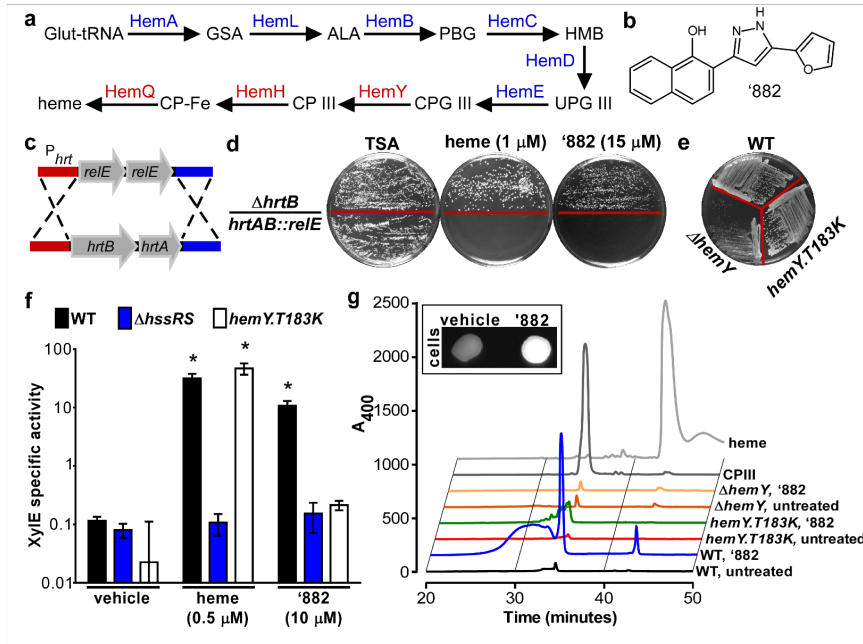 a
Glut-tRNA HemA GSA HemL ALA HemB PBG HemC HMB
HemD
heme HemQ CP-Fe HemH CP III HemY CPG III HemE UPG III
b
OH
N
N
H
O
'882
c
Phrt
relE relE
hrtB hrtA
d
TSA heme (1 μM) '882 (15 μM)
ΔhrtB
hrtAB::relE
e
WT
ΔhemY
hemY.T183K
f
WT ΔhssRS hemY.T183K
XylE specific activity
100
10
1
0.1
0.01
*
*
*
vehicle heme '882
(0.5 μM) (10 μM)
g
vehicle '882
cells
A400
2500
2000
1500
1000
500
0
heme
CPIII
ΔhemY, '882
ΔhemY, untreated
hemY.T183K, '882
hemY.T183K, untreated
WT, '882
WT, untreated
20 30 40 50
Time (minutes)